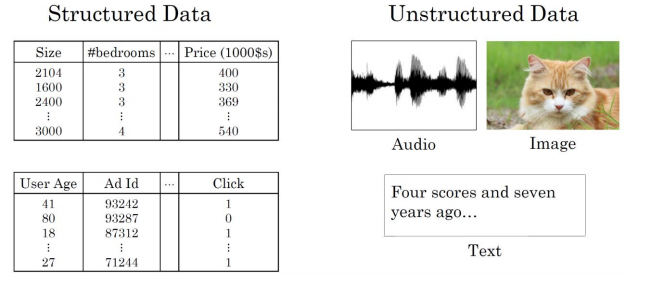 Structured Data
Size #bedrooms ... Price (1000$s)
2104 3 400
1600 3 330
2400 3 369
⋮ ⋮ ⋮
3000 4 540
User Age Ad Id ... Click
41 93242 1
80 93287 0
18 87312 1
⋮ ⋮ ⋮
27 71244 1
Unstructured Data
Audio
Image
Four scores and seven
years ago...
Text